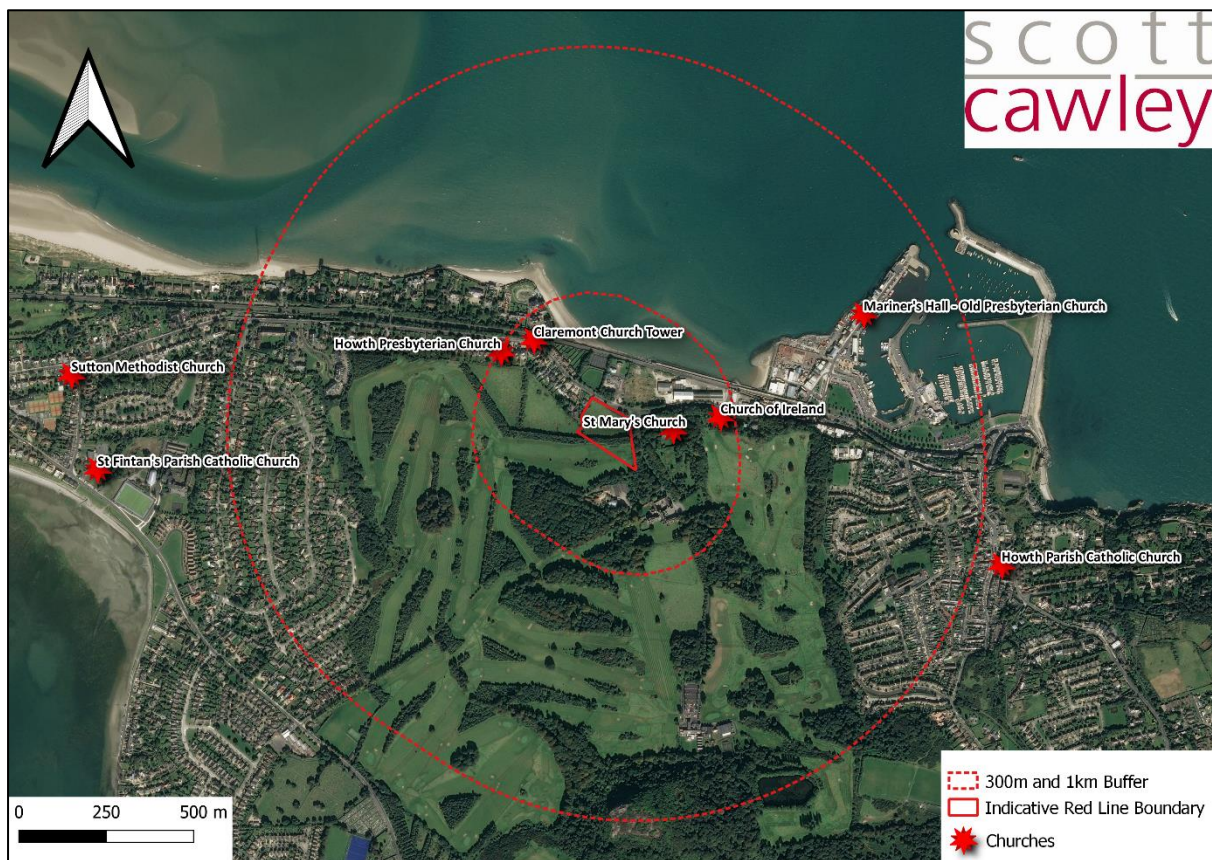 scott
cawley
Mariner's Hall - Old Presbyterian Church
Claremont Church Tower
Howth Presbyterian Church
Sutton Methodist Church
St Mary's Church
Church of Ireland
St Fintan's Parish Catholic Church
Howth Parish Catholic Church
300m and 1km Buffer
Indicative Red Line Boundary
Churches
0 250 500 m